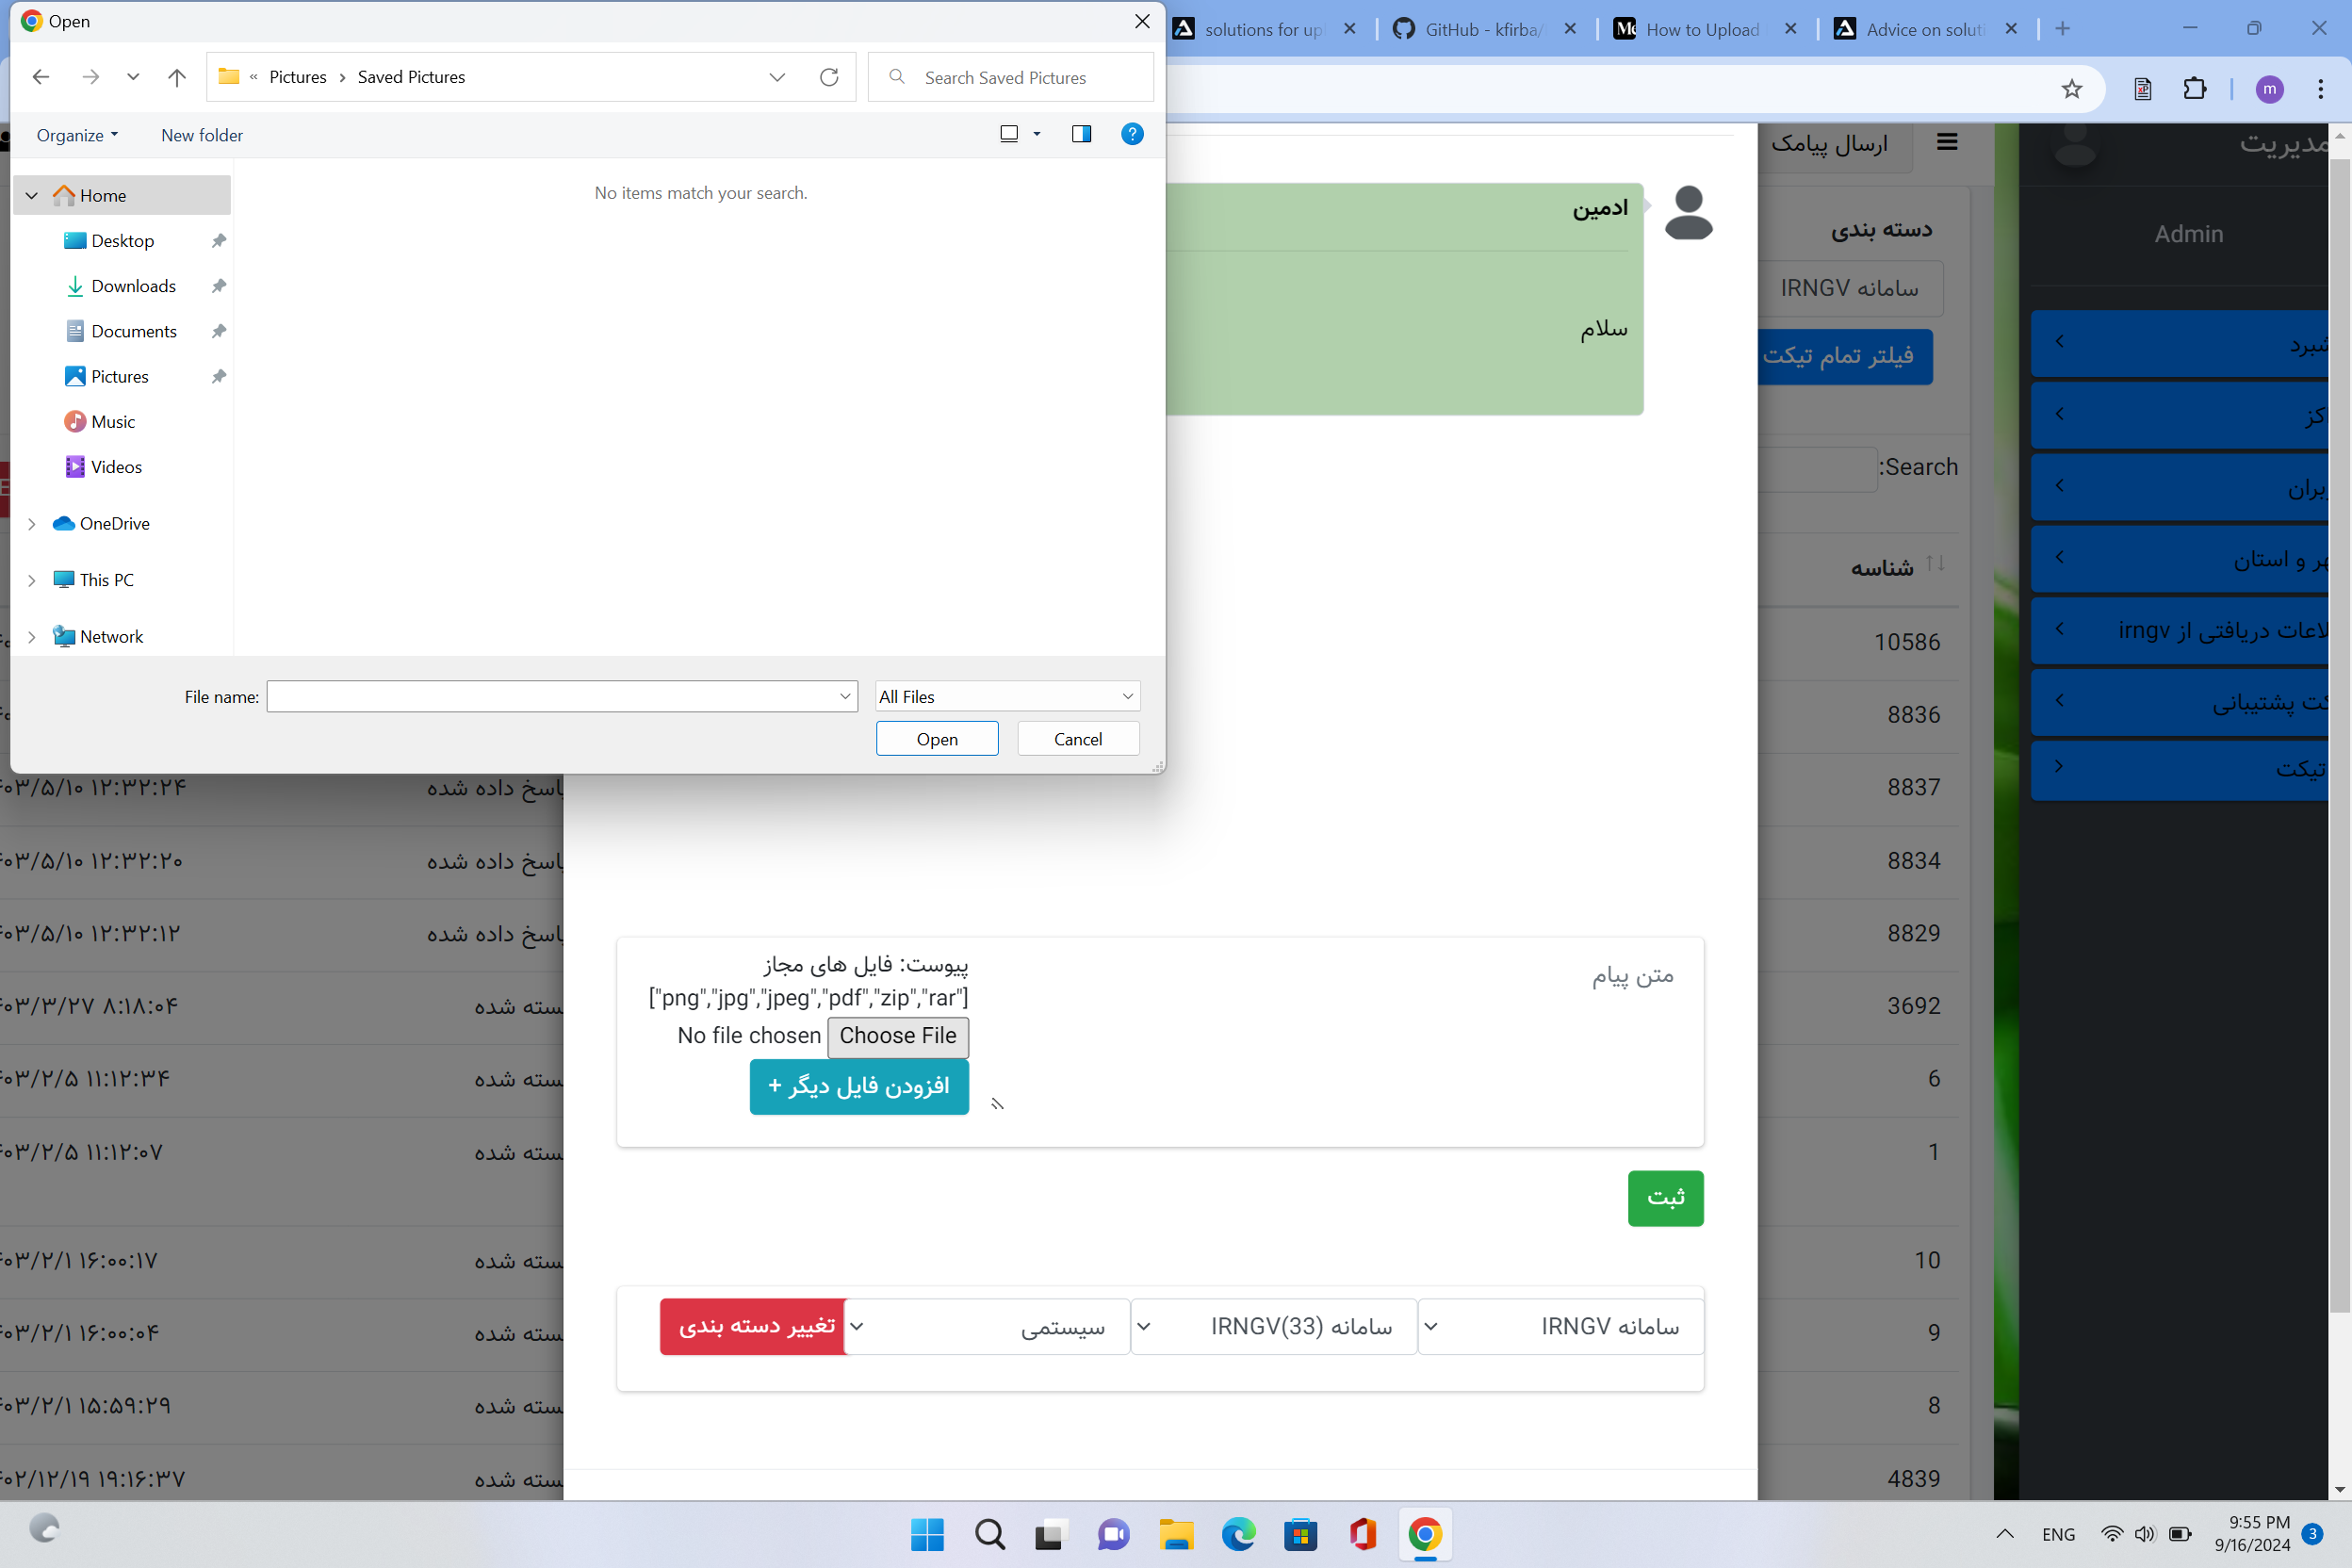 Open
solutions for up
GitHub - kfirba/
How to Upload
Advice on soluti
« Pictures › Saved Pictures
Search Saved Pictures
m
Organize
New folder
Home
Desktop
Downloads
Documents
Pictures
Music
Videos
OneDrive
This PC
Network
No items match your search.
File name:
All Files
Open
Cancel
ادمین
سلام
ارسال پیامک
دسته بندی
سامانه IRNGV
فیلتر تمام تیکت
Search:
شناسه
10586
8836
8837
8834
8829
3692
6
1
10
9
8
4839
مدیریت
Admin
هر و استان
irngv دریافتی از
پشتیبانی
تیکت
۰۳/۵/۱۰ ۱۲:۳۲:۲۴
اسخ داده شده
۰۳/۵/۱۰ ۱۲:۳۲:۲۰
اسخ داده شده
۰۳/۵/۱۰ ۱۲:۳۲:۱۲
اسخ داده شده
۰۳/۳/۲۷ ۸:۱۸:۰۴
سته شده
۰۳/۲/۵ ۱۱:۱۲:۳۴
سته شده
۰۳/۲/۵ ۱۱:۱۲:۰۷
سته شده
۰۳/۲/۱ ۱۶:۰۰:۱۷
سته شده
۰۳/۲/۱ ۱۶:۰۰:۰۴
سته شده
۰۳/۲/۱ ۱۵:۵۹:۲۹
سته شده
۰۲/۱۲/۱۹ ۱۹:۱۶:۳۷
سته شده
متن پیام
پیوست: فایل های مجاز
["png","jpg","jpeg","pdf","zip","rar"]
Choose File No file chosen
افزودن فایل دیگر +
ثبت
سامانه IRNGV
سامانه IRNGV(33)
سیستمی
تغییر دسته بندی
ENG
9:55 PM
9/16/2024
3